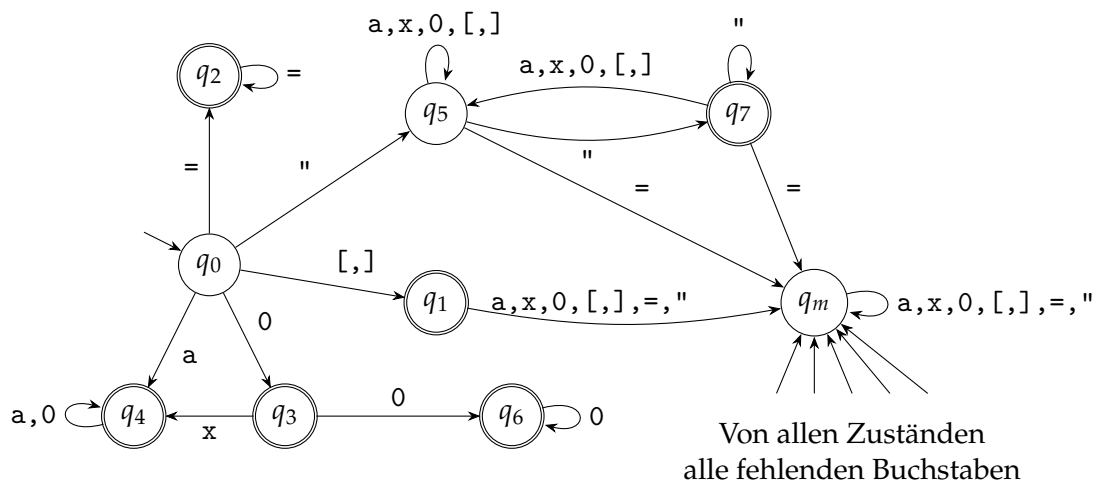 a,x,0,[,]
"
q2
=
a,x,0,[,]
q5
q7
=
"
"
=
=
q0
[,]
q1
a,x,0,[,],=,"
qm
a,x,0,[,],=,"
0
a
a,0
q4
x
q3
0
q6
0
Von allen Zuständen
alle fehlenden Buchstaben